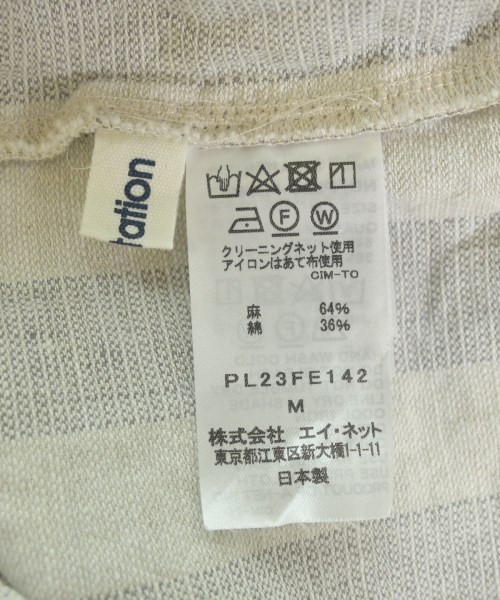 tation
F
W
クリーニングネット使用
アイロンはあて布使用
CIM-TO
麻 64%
綿 36%
PL23FE142
M
株式会社 エイ・ネット
東京都江東区新大橋1-1-11
日本製